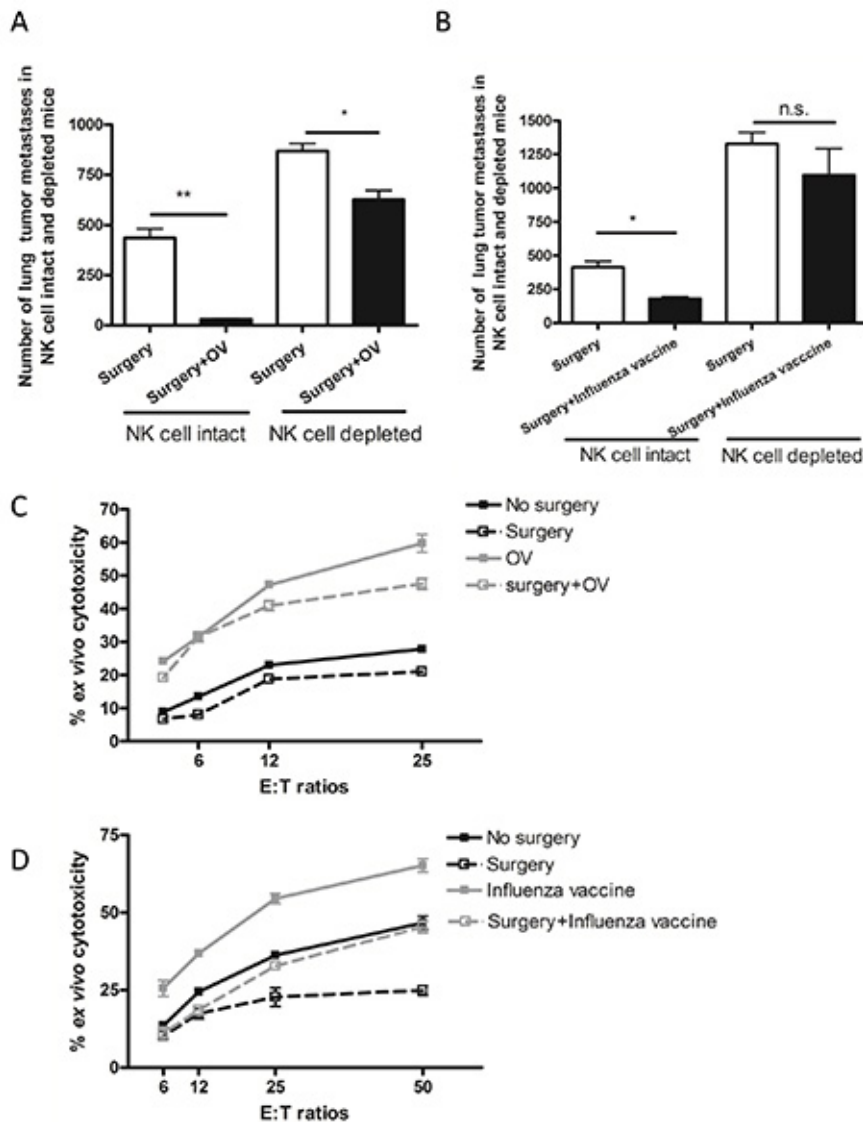 A
Number of lung tumor metastases in
NK cell intact and depleted mice
1000
750
500
250
0
**
*
Surgery
Surgery+OV
Surgery
Surgery+OV
NK cell intact
NK cell depleted
B
Number of lung tumor metastases in
NK cell intact and depleted mice
1500
1250
1000
750
500
250
0
*
n.s.
Surgery
Surgery+Influenza vaccine
Surgery
Surgery+Influenza vacccine
NK cell intact
NK cell depleted
C
% ex vivo cytotoxicity
70
60
50
40
30
20
10
0
6
12
25
E:T ratios
No surgery
Surgery
OV
surgery+OV
D
% ex vivo cytotoxicity
75
50
25
0
6
12
25
50
E:T ratios
No surgery
Surgery
Influenza vaccine
Surgery+Influenza vaccine